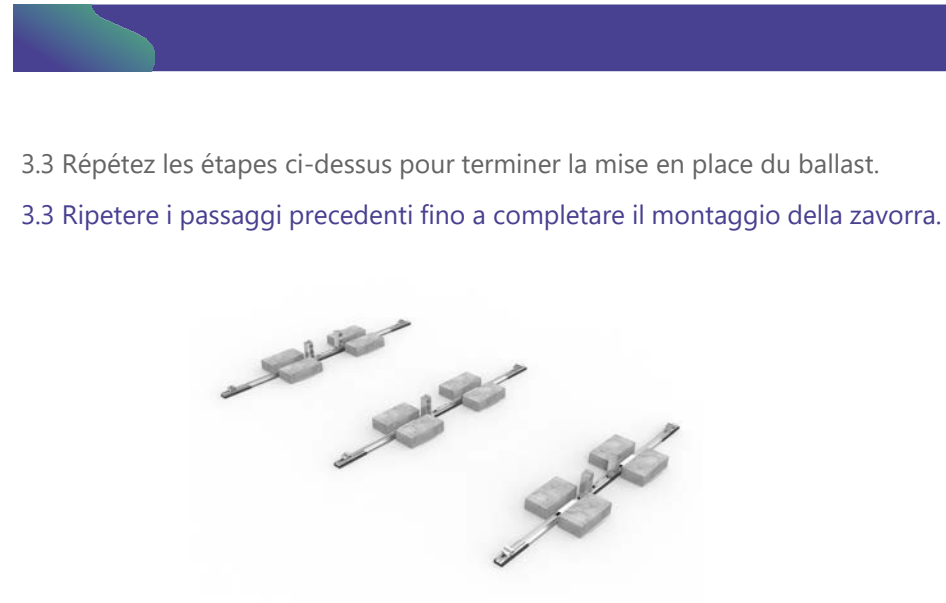 3.3 Répétez les étapes ci-dessus pour terminer la mise en place du ballast.
3.3 Ripetere i passaggi precedenti fino a completare il montaggio della zavorra.